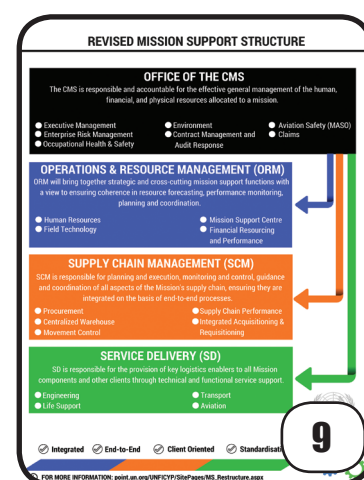 REVISED MISSION SUPPORT STRUCTURE
OFFICE OF THE CMS
The CMS is responsible and accountable for the effective general management of the human,
financial, and physical resources allocated to a mission.
Executive Management
Enterprise Risk Management
Occupational Health & Safety
Environment
Contract Management and
Audit Response
Aviation Safety (MASO)
Claims
OPERATIONS & RESOURCE MANAGEMENT (ORM)
ORM will bring together strategic and cross-cutting mission support functions with
a view to ensuring coherence in resource forecasting, performance monitoring,
planning and coordination.
Human Resources
Field Technology
Mission Support Centre
Financial Resourcing
and Performance
SUPPLY CHAIN MANAGEMENT (SCM)
SCM is responsible for planning and execution, monitoring and control, guidance
and coordination of all aspects of the Mission's supply chain, ensuring they are
integrated on the basis of end-to-end processes.
Procurement
Centralized Warehouse
Movement Control
Supply Chain Performance
Integrated Acquisitioning &
Requisitioning
SERVICE DELIVERY (SD)
SD is responsible for the provision of key logistics enablers to all Mission
components and other clients through technical and functional service support.
Engineering
Life Support
Transport
Aviation
Integrated End-to-End Client Oriented Standardisati
9
FOR MORE INFORMATION: point.un.org/UNFICYP/SitePages/MS_Restructure.aspx